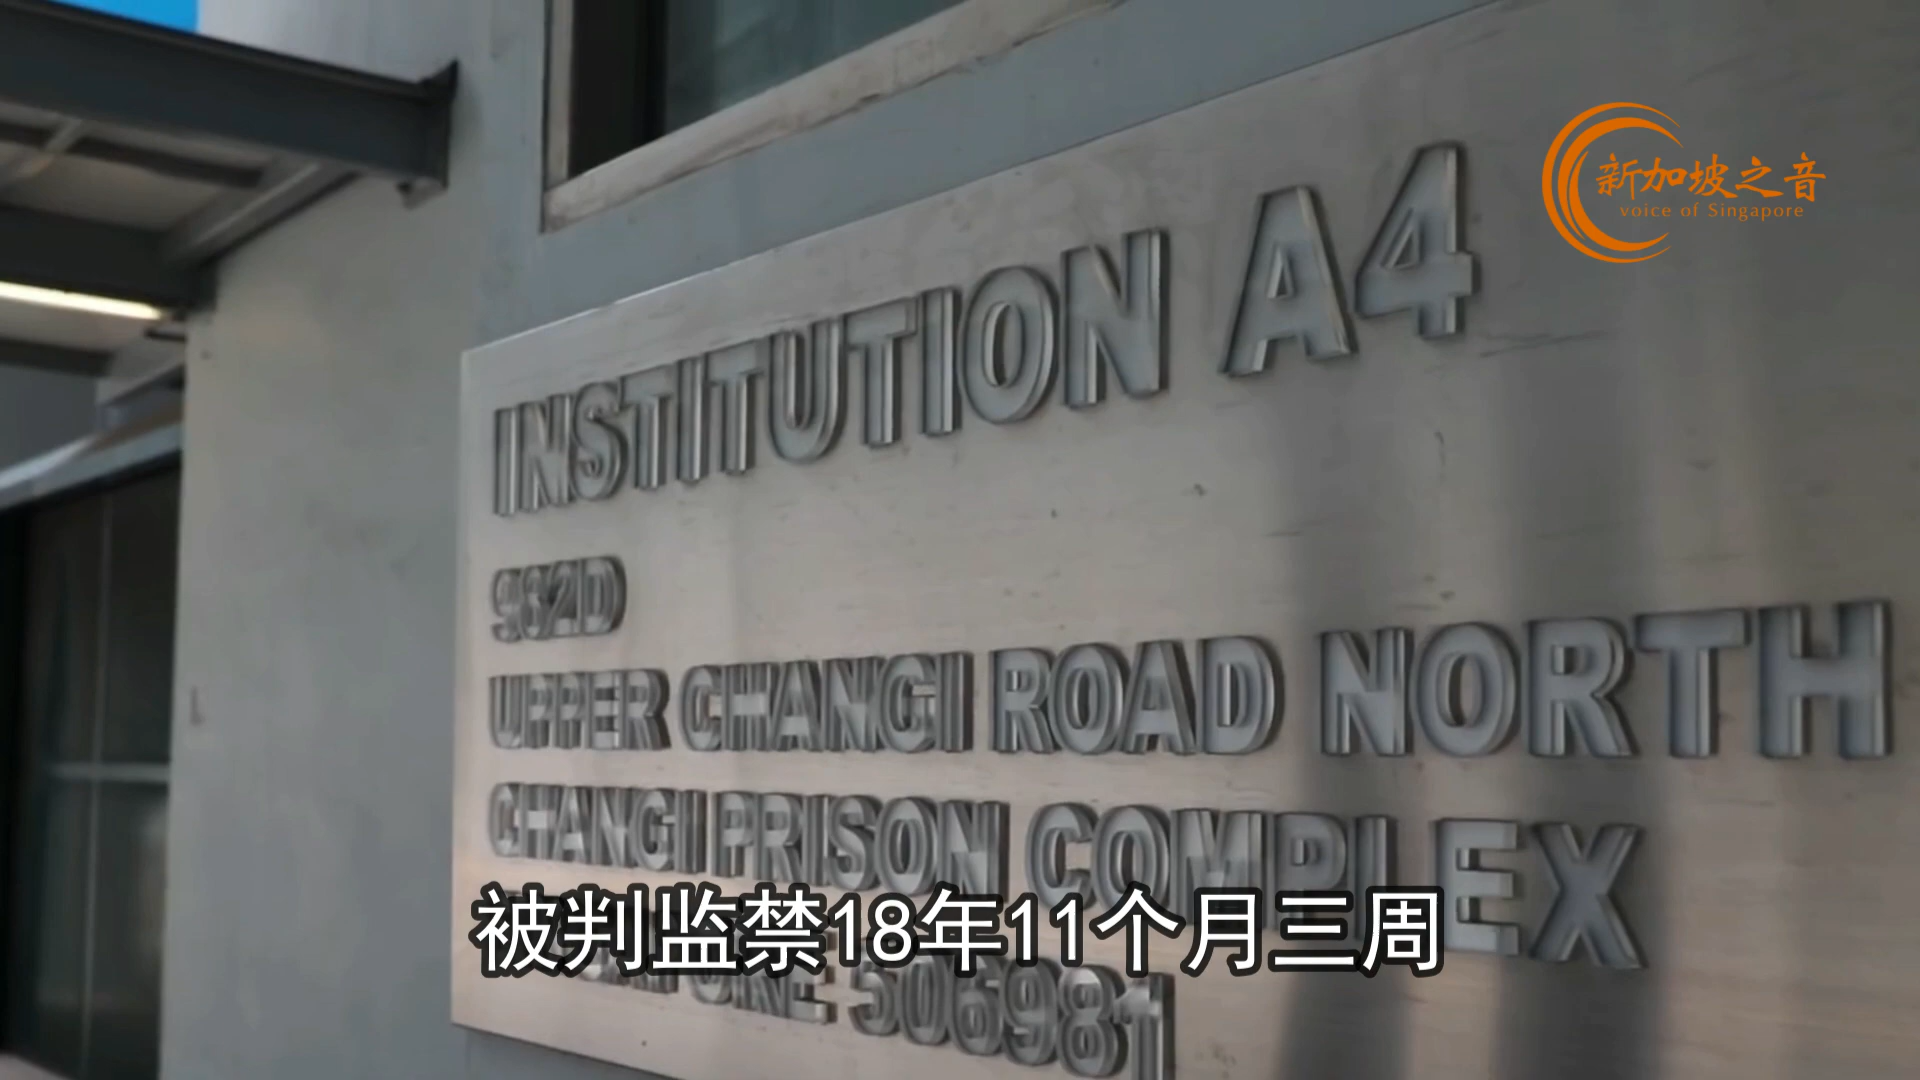 新加坡之音
voice of Singapore
INSTITUTION A4
982D
UPPER CHANGI ROAD NORTH
CHANGI PRISON COMPLEX
被判监禁18年11个月三周
506981